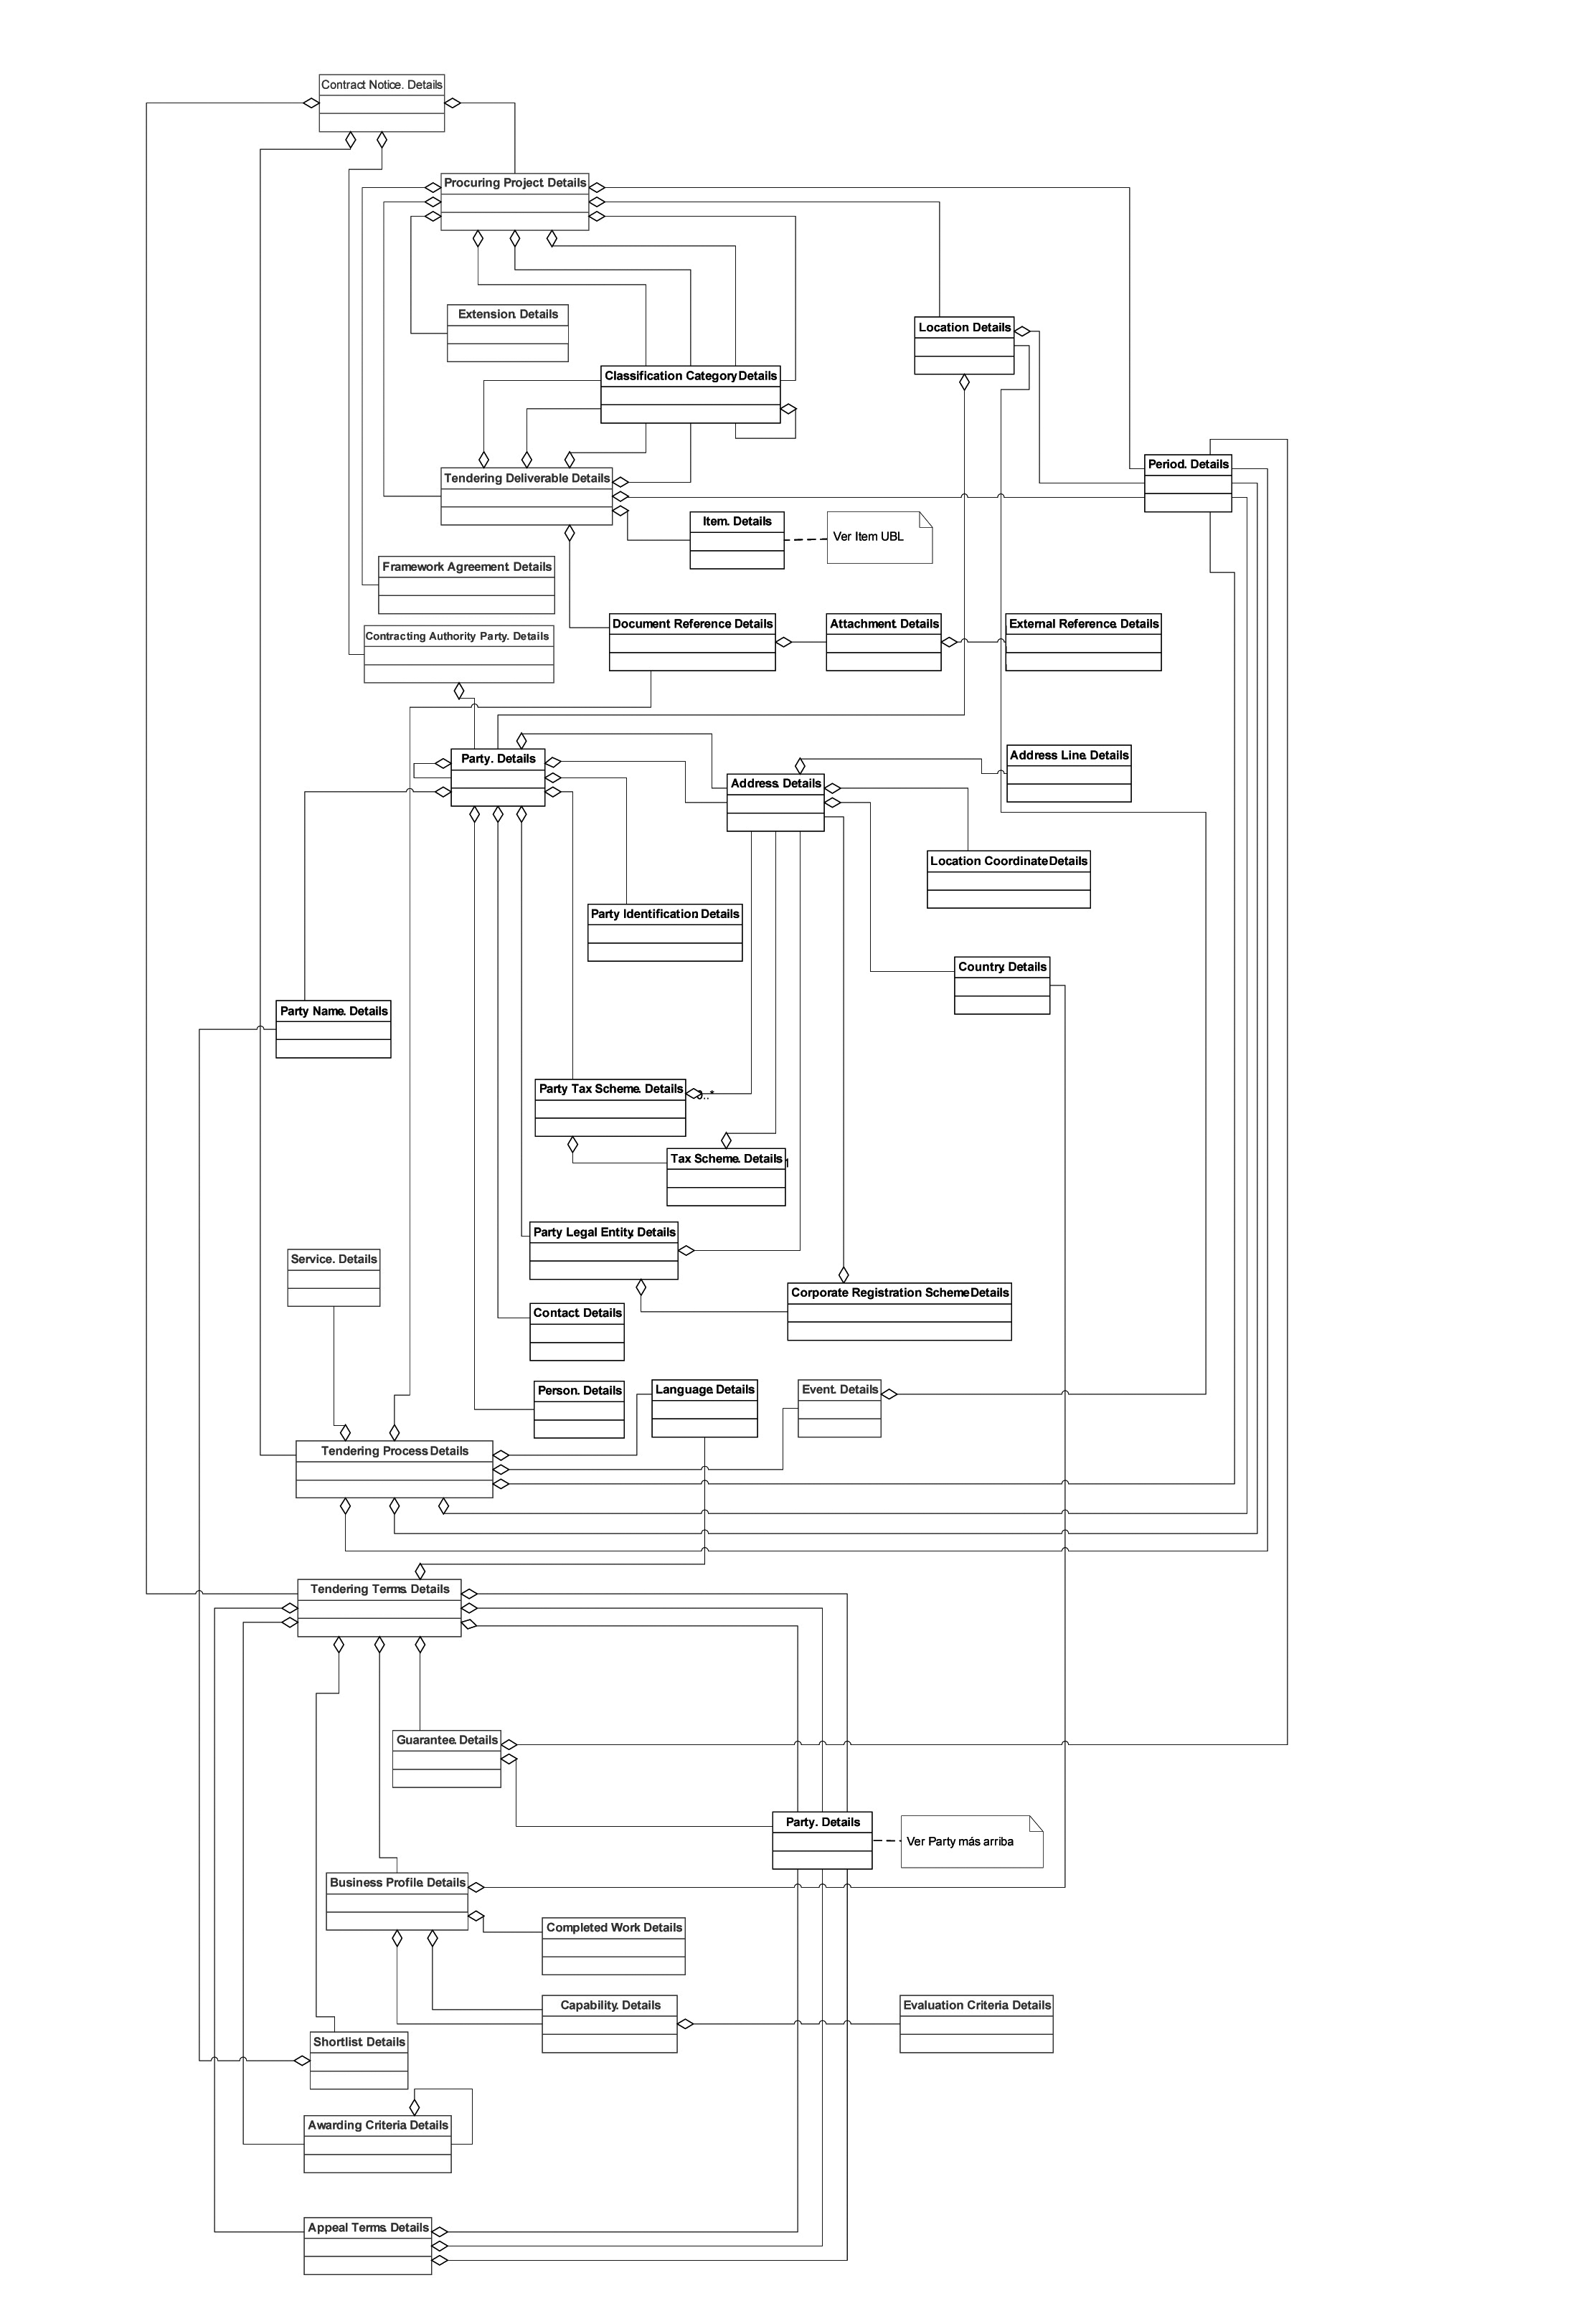 Contract Notice. Details
Procuring Project. Details
Extension. Details
Location Details
Classification Category Details
Period. Details
Tendering Deliverable Details
Item. Details
Ver Item UBL
Framework Agreement. Details
Document Reference Details
Attachment. Details
External Reference. Details
Contracting Authority Party. Details
Party. Details
Address Line. Details
Address. Details
Location Coordinate Details
Party Identification. Details
Country. Details
Party Name. Details
Party Tax Scheme. Details
0..*
Tax Scheme. Details
1
Party Legal Entity. Details
Service. Details
Corporate Registration Scheme Details
Contact. Details
Person. Details
Language. Details
Event. Details
Tendering Process Details
Tendering Terms. Details
Guarantee. Details
Party. Details
Ver Party más arriba
Business Profile. Details
Completed Work Details
Capability. Details
Evaluation Criteria. Details
Shortlist. Details
Awarding Criteria. Details
Appeal Terms. Details